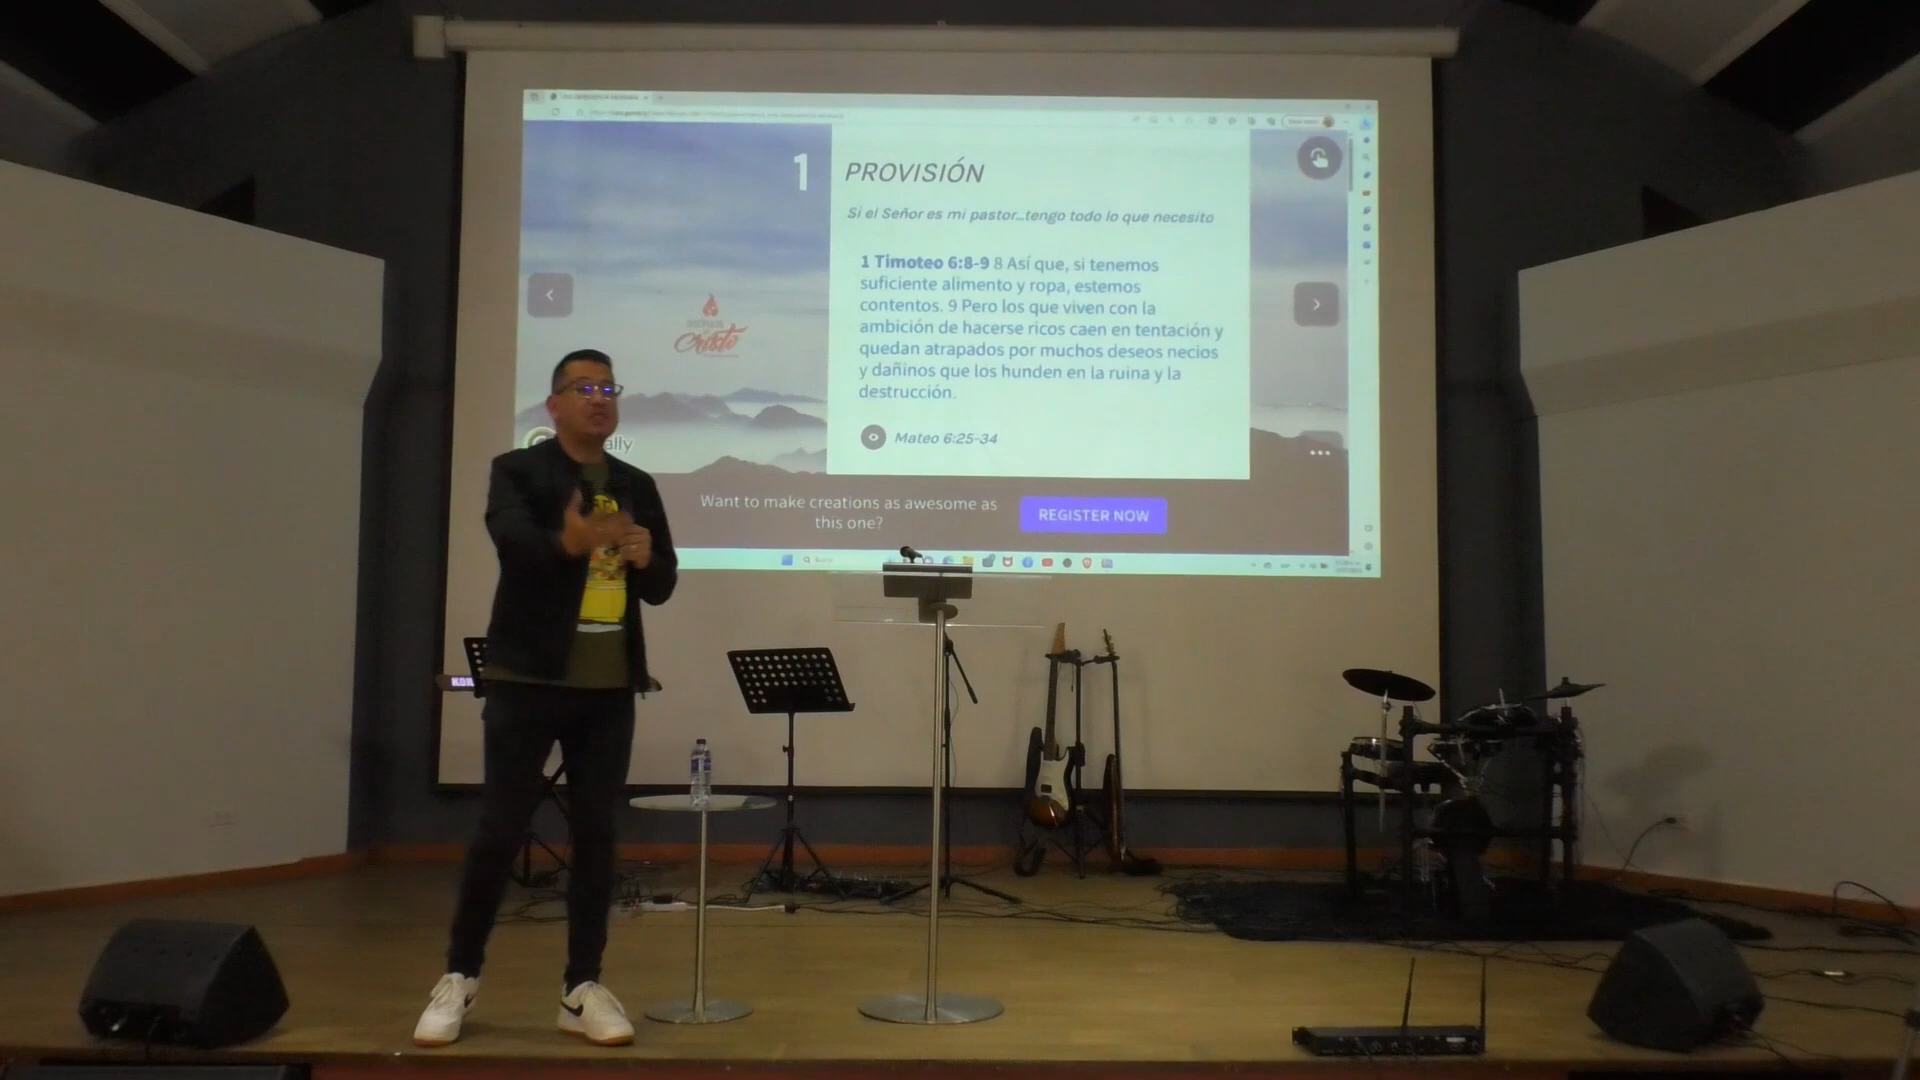 1
PROVISIÓN
Si el Señor es mi pastor...tengo todo lo que necesito
1 Timoteo 6:8-9 8 Así que, si tenemos
suficiente alimento y ropa, estemos
contentos. 9 Pero los que viven con la
ambición de hacerse ricos caen en tentación y
quedan atrapados por muchos deseos necios
y dañinos que los hunden en la ruina y la
destrucción.
Mateo 6:25-34
Cristo
ally
Want to make creations as awesome as
this one?
REGISTER NOW
Buscar